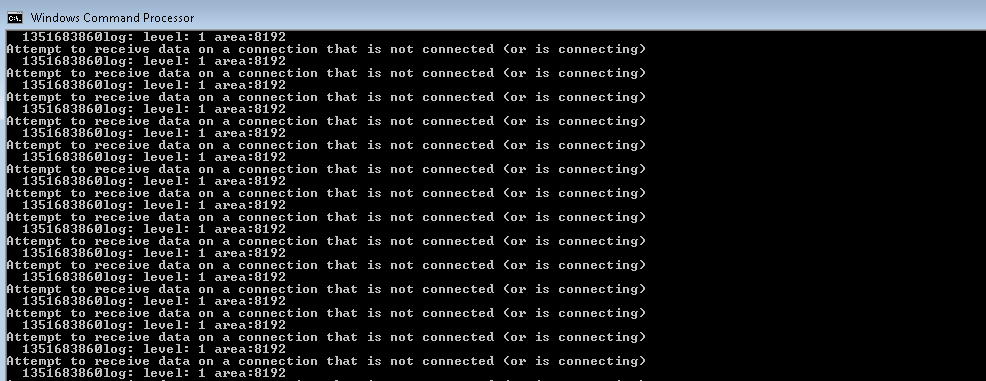 C:\.
Windows Command Processor
1351683860log: level: 1 area:8192
Attempt to receive data on a connection that is not connected (or is connecting)
1351683860log: level: 1 area:8192
Attempt to receive data on a connection that is not connected (or is connecting)
1351683860log: level: 1 area:8192
Attempt to receive data on a connection that is not connected (or is connecting)
1351683860log: level: 1 area:8192
Attempt to receive data on a connection that is not connected (or is connecting)
1351683860log: level: 1 area:8192
Attempt to receive data on a connection that is not connected (or is connecting)
1351683860log: level: 1 area:8192
Attempt to receive data on a connection that is not connected (or is connecting)
1351683860log: level: 1 area:8192
Attempt to receive data on a connection that is not connected (or is connecting)
1351683860log: level: 1 area:8192
Attempt to receive data on a connection that is not connected (or is connecting)
1351683860log: level: 1 area:8192
Attempt to receive data on a connection that is not connected (or is connecting)
1351683860log: level: 1 area:8192
Attempt to receive data on a connection that is not connected (or is connecting)
1351683860log: level: 1 area:8192
Attempt to receive data on a connection that is not connected (or is connecting)
1351683860log: level: 1 area:8192
Attempt to receive data on a connection that is not connected (or is connecting)
1351683860log: level: 1 area:8192
Attempt to receive data on a connection that is not connected (or is connecting)
1351683860log: level: 1 area:8192
Attempt to receive data on a connection that is not connected (or is connecting)
1351683860log: level: 1 area:8192